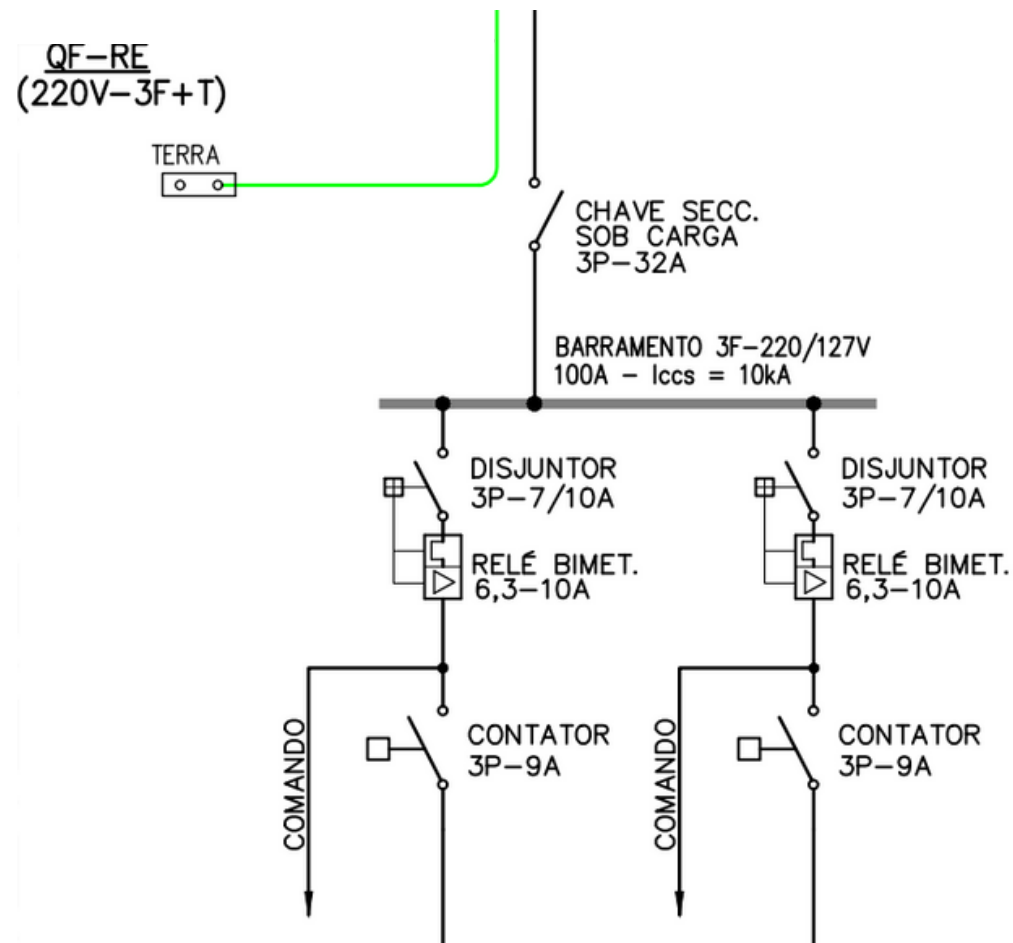 QF-RE
(220V-3F+T)
TERRA
CHAVE SECC.
SOB CARGA
3P-32A
BARRAMENTO 3F-220/127V
100A - Iccs = 10kA
DISJUNTOR
3P-7/10A
RELÉ BIMET.
6,3-10A
COMANDO
CONTATOR
3P-9A
DISJUNTOR
3P-7/10A
RELÉ BIMET.
6,3-10A
COMANDO
CONTATOR
3P-9A